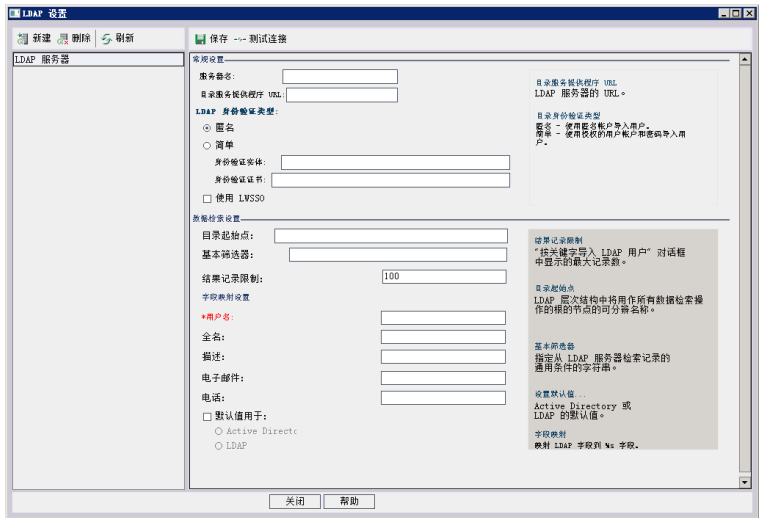 LDAP 设置
新建 删除 刷新
保存 测试连接
LDAP 服务器
常规设置
服务器名:
目录服务提供程序 URL:
LDAP 身份验证类型:
匿名
简单
身份验证实体:
身份验证证书:
使用 LWSSO
目录服务提供程序 URL
LDAP 服务器的 URL。
目录身份验证类型
匿名 - 使用匿名帐户导入用户。
简单 - 使用授权的用户帐户和密码导入用
户。
数据检索设置
目录起始点:
基本筛选器:
结果记录限制:
100
字段映射设置
*用户名:
全名:
描述:
电子邮件:
电话:
默认值用于:
Active Directo
LDAP
结果记录限制
“按关键字导入 LDAP 用户” 对话框
中显示的最大记录数。
目录起始点
LDAP 层次结构中将用作所有数据检索操
作的根的节点的可分辨名称。
基本筛选器
指定从 LDAP 服务器检索记录的
通用条件的字符串。
设置默认值...
Active Directory 或
LDAP 的默认值。
字段映射
映射 LDAP 字段到 %s 字段。
关闭 帮助